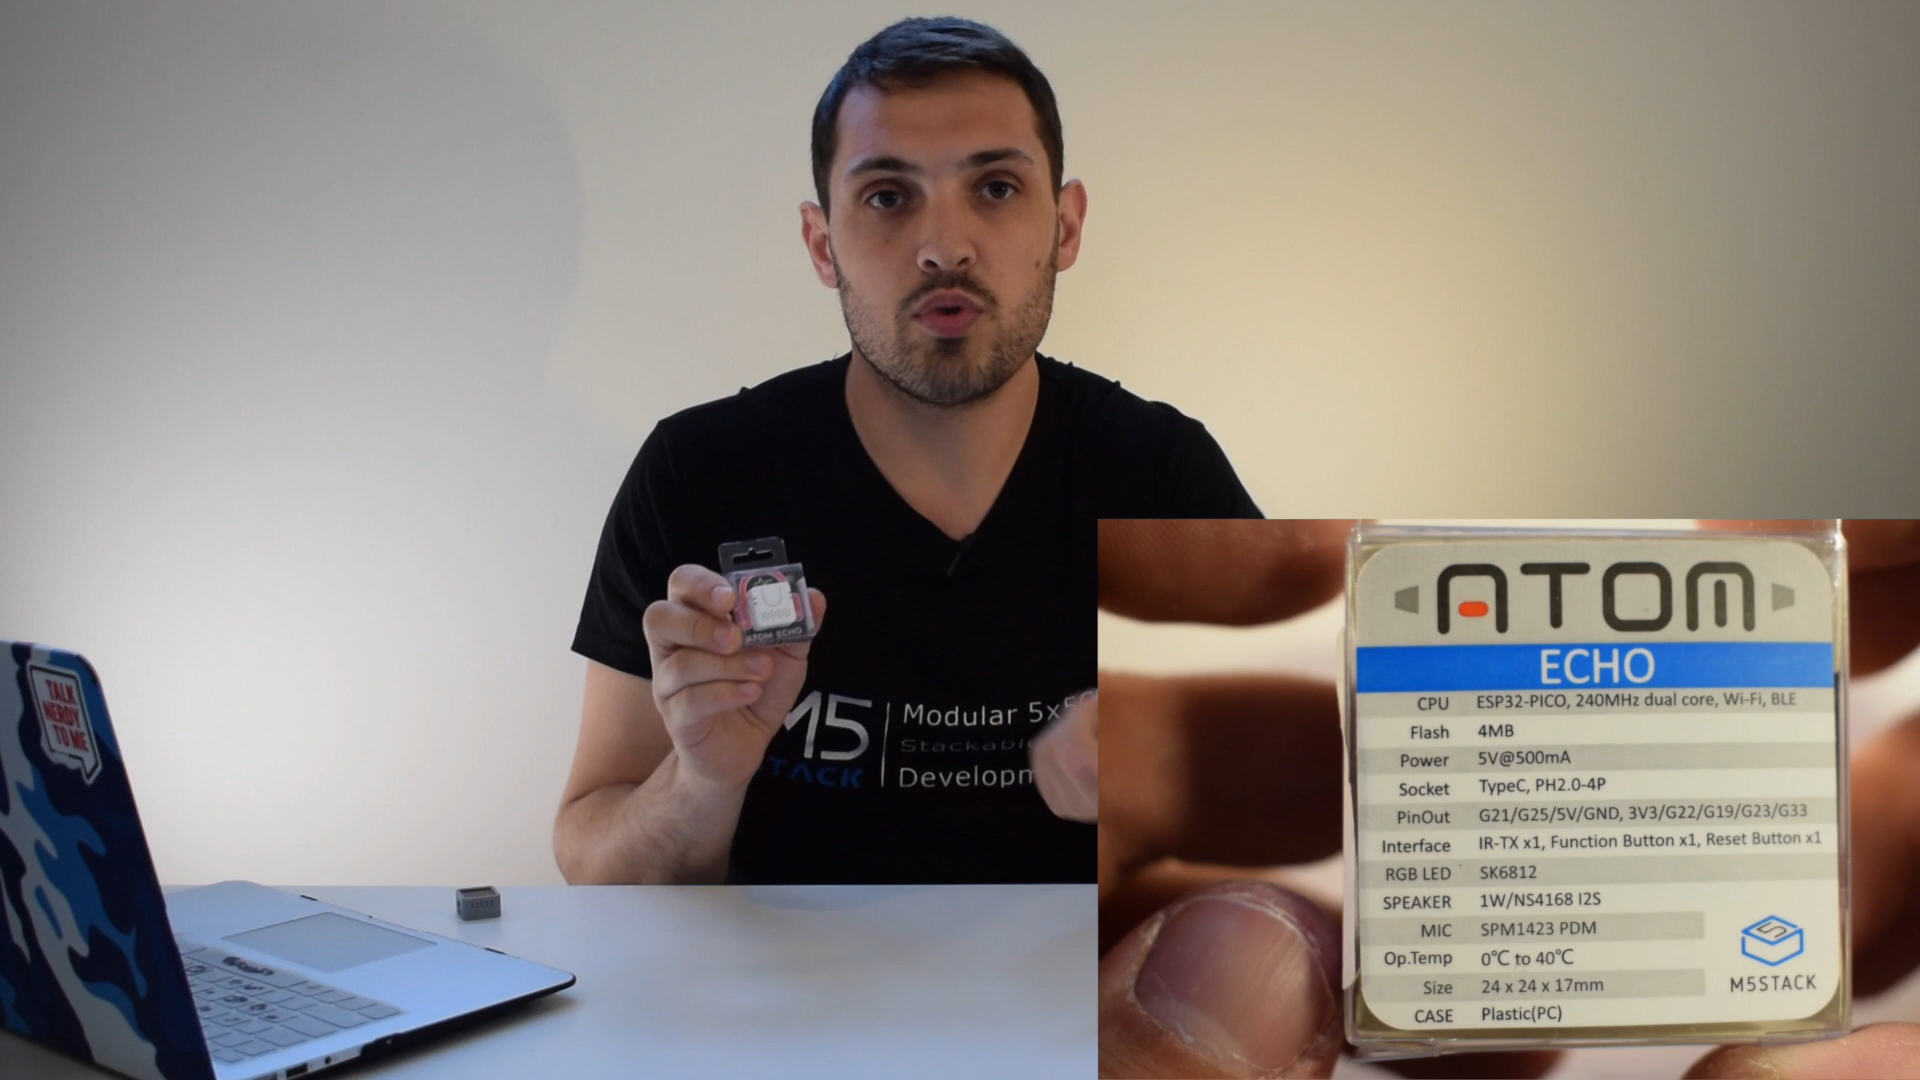 TALK
NERDY
TO ME
ATOM ECHO
M5 Modular 5x5
STACK Stackabl
Developm
ATOM
ECHO
CPU ESP32-PICO, 240MHz dual core, Wi-Fi, BLE
Flash 4MB
Power 5V@500mA
Socket TypeC, PH2.0-4P
PinOut G21/G25/5V/GND, 3V3/G22/G19/G23/G33
Interface IR-TX x1, Function Button x1, Reset Button x1
RGB LED SK6812
SPEAKER 1W/NS4168 I2S
MIC SPM1423 PDM
Op.Temp 0℃ to 40℃
Size 24 x 24 x 17mm
CASE Plastic(PC)
5
M5STACK